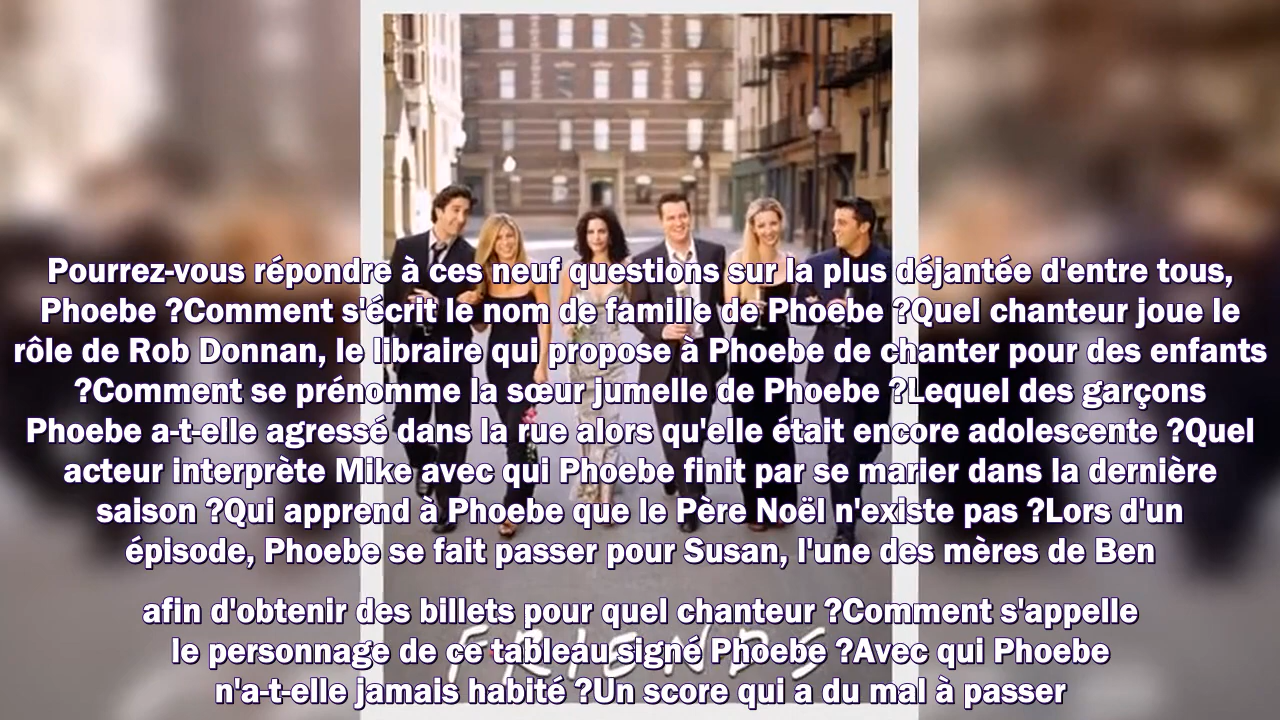 Pourrez-vous répondre à ces neuf questions sur la plus déjantée d'entre tous,
Phoebe ?Comment s'écrit le nom de famille de Phoebe ?Quel chanteur joue le
rôle de Rob Donnan, le libraire qui propose à Phoebe de chanter pour des enfants
?Comment se prénomme la sœur jumelle de Phoebe ?Lequel des garçons
Phoebe a-t-elle agressé dans la rue alors qu'elle était encore adolescente ?Quel
acteur interprète Mike avec qui Phoebe finit par se marier dans la dernière
saison ?Qui apprend à Phoebe que le Père Noël n'existe pas ?Lors d'un
épisode, Phoebe se fait passer pour Susan, l'une des mères de Ben
afin d'obtenir des billets pour quel chanteur ?Comment s'appelle
le personnage de ce tableau signé Phoebe ?Avec qui Phoebe
n'a-t-elle jamais habité ?Un score qui a du mal à passer
FRIENDS